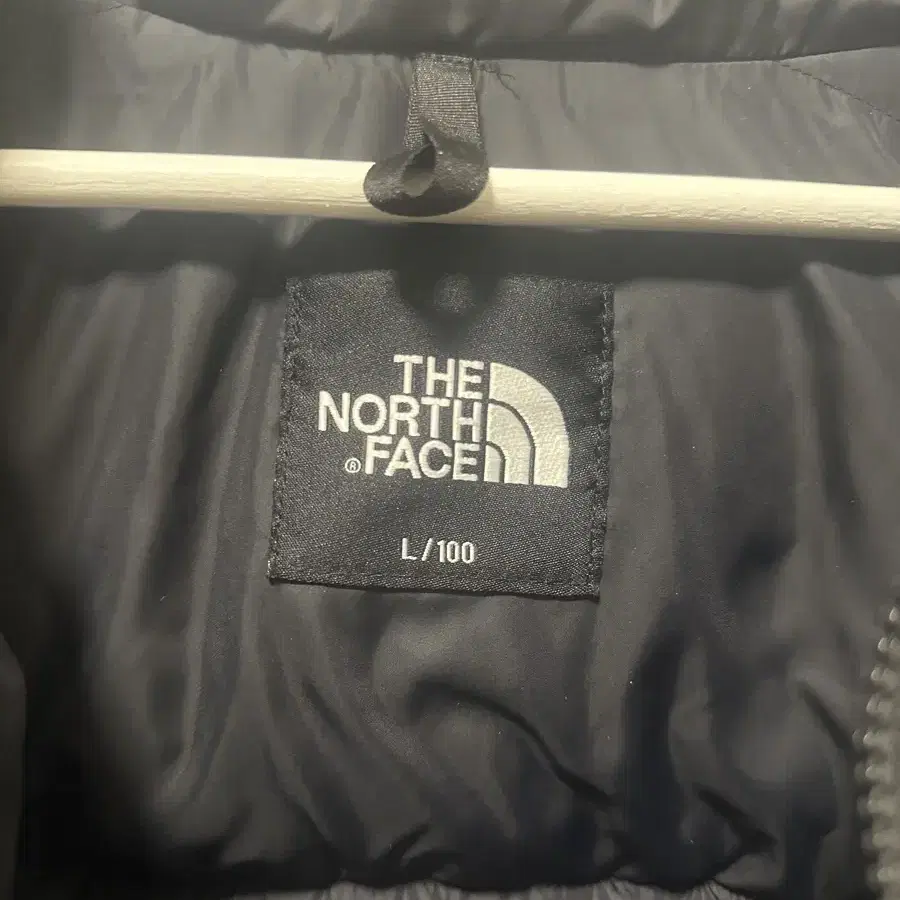 THE
NORTH
® FACE
L/100